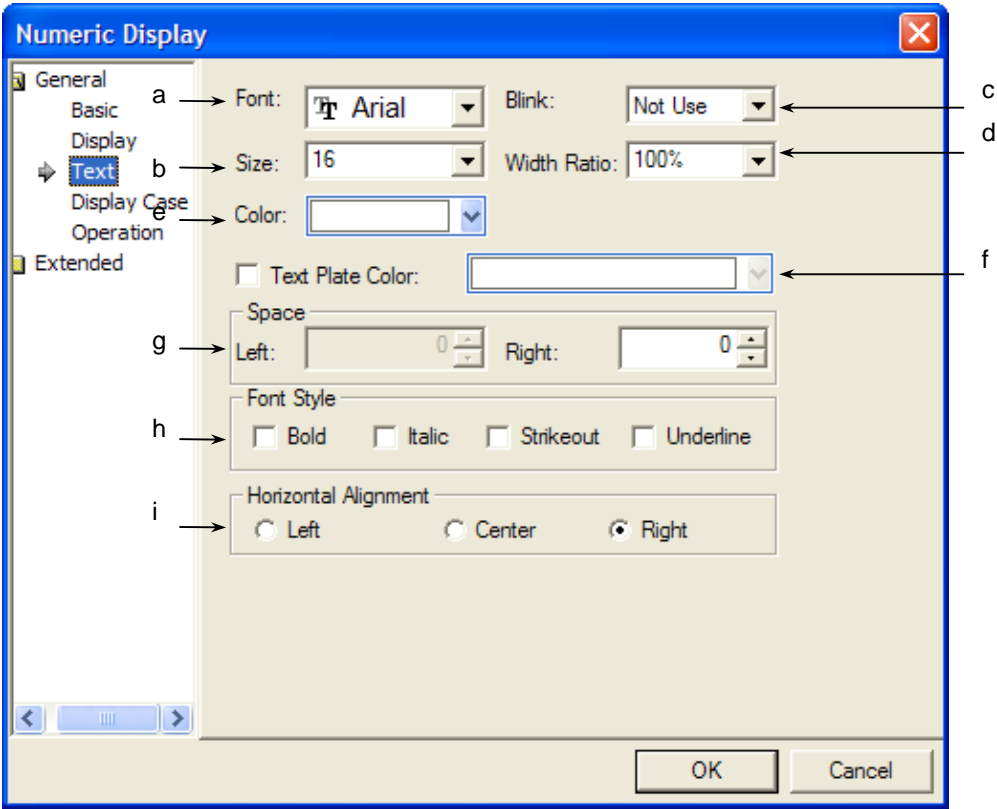 Numeric Display
General
Basic
Display
Text
Display Case
Operation
Extended
a Font: Arial Blink: Not Use c
b Size: 16 Width Ratio: 100% d
e Color:
Text Plate Color: f
Space
g Left: 0 Right: 0
Font Style
h Bold Italic Strikeout Underline
Horizontal Alignment
i Left Center Right
OK Cancel